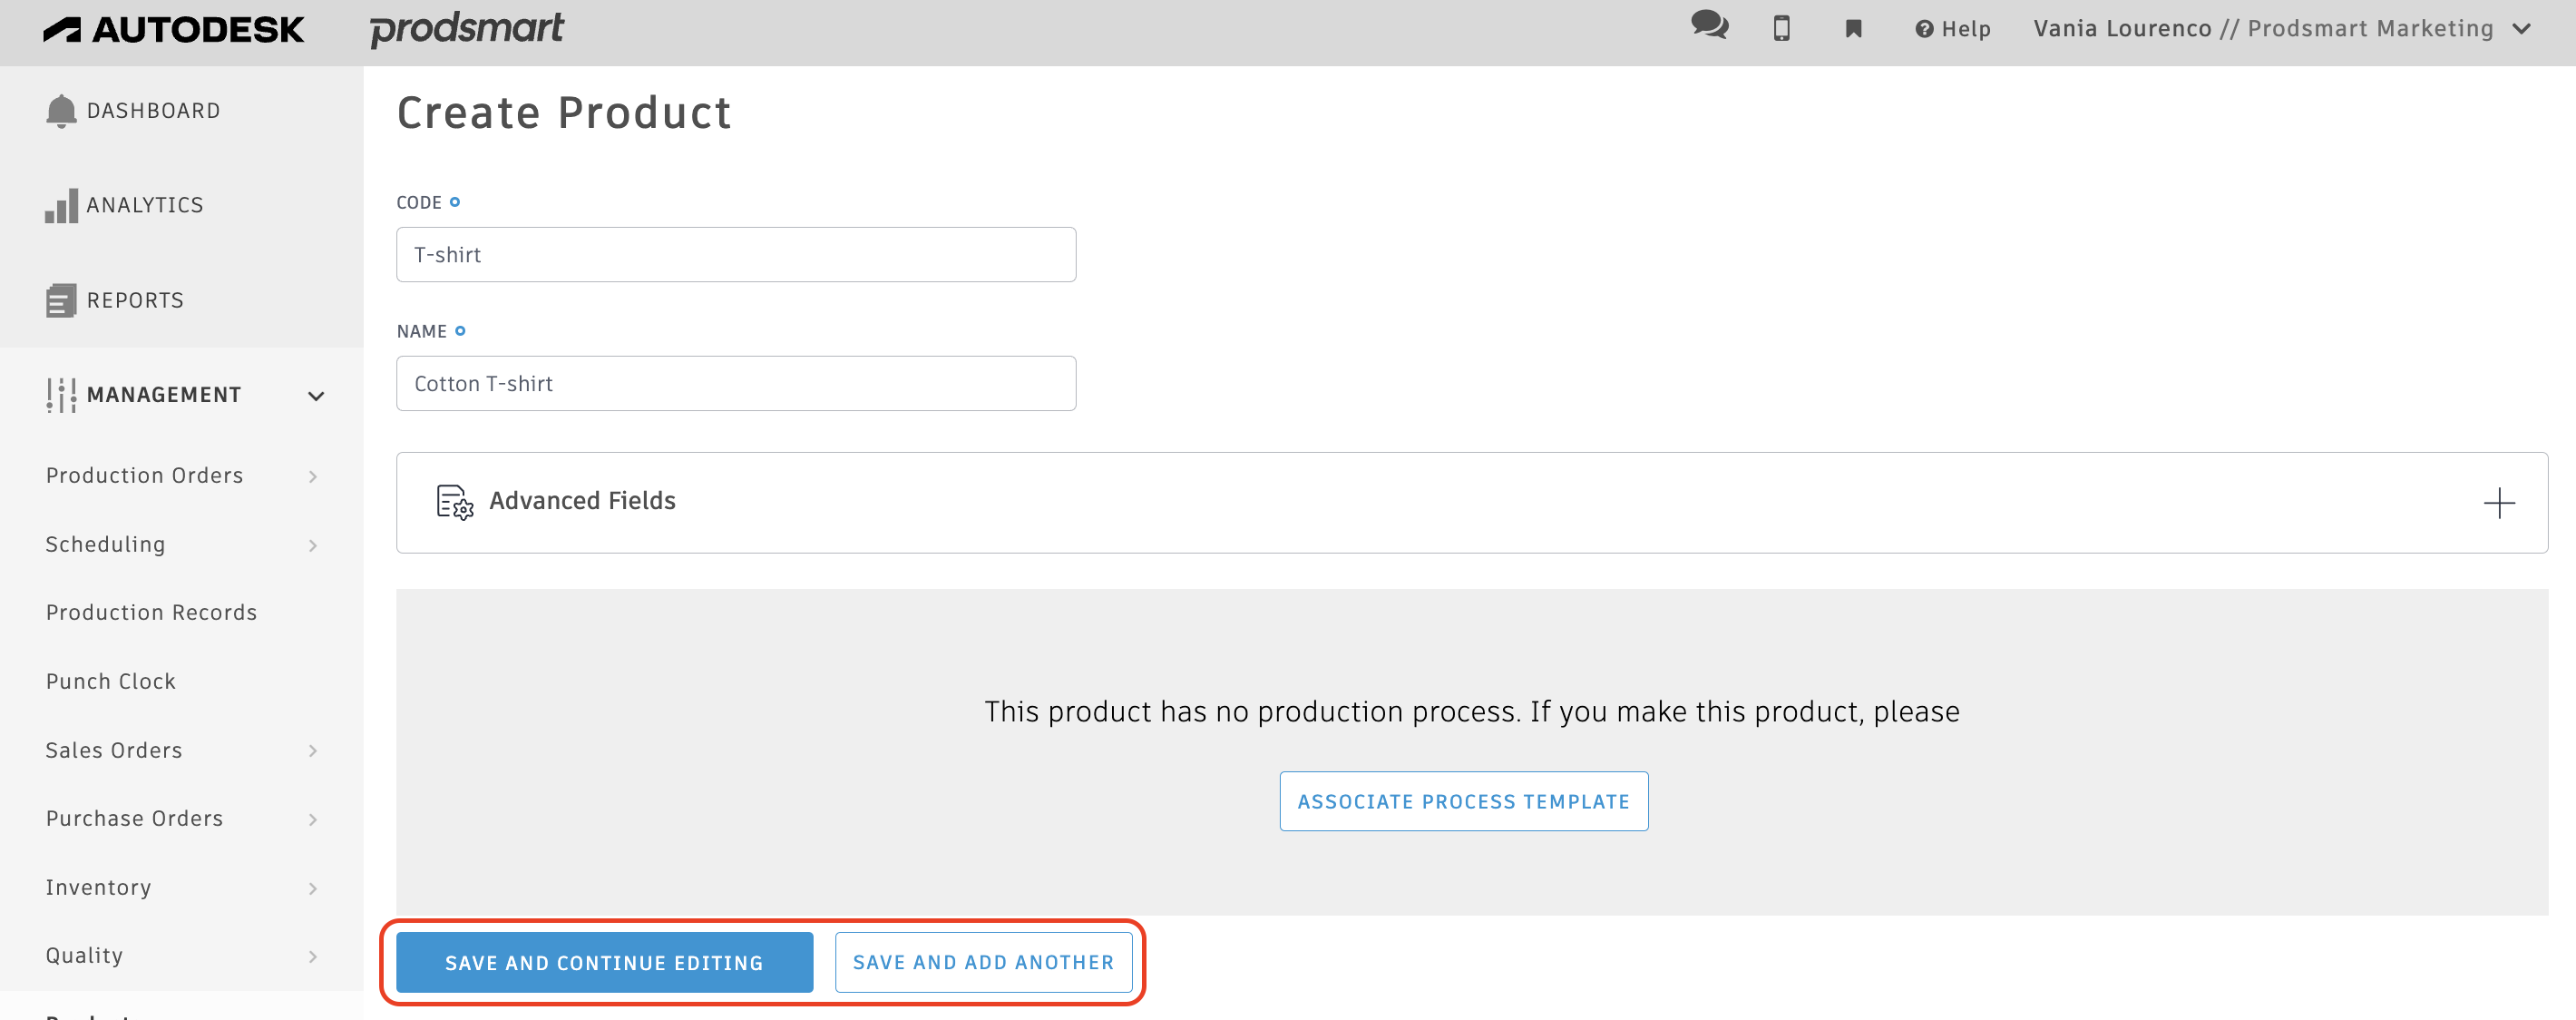 AUTODESK prodsmart
Help Vania Lourenco // Prodsmart Marketing
DASHBOARD
ANALYTICS
REPORTS
MANAGEMENT
Production Orders
Scheduling
Production Records
Punch Clock
Sales Orders
Purchase Orders
Inventory
Quality
Create Product
CODE
T-shirt
NAME
Cotton T-shirt
Advanced Fields
This product has no production process. If you make this product, please
ASSOCIATE PROCESS TEMPLATE
SAVE AND CONTINUE EDITING SAVE AND ADD ANOTHER